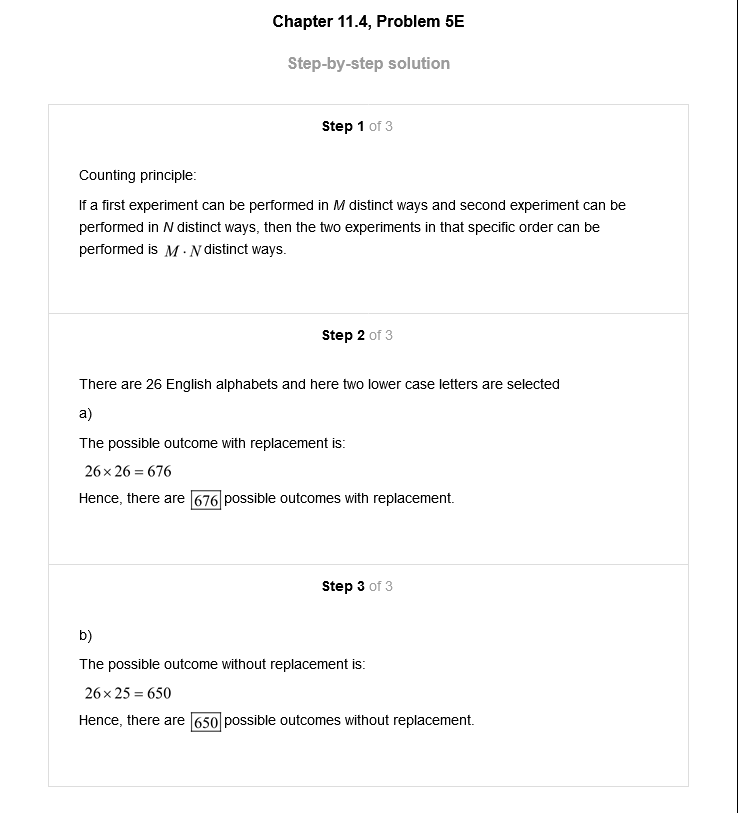 Chapter 11.4, Problem 5E
Step-by-step solution
Step 1 of 3
Counting principle:
If a first experiment can be performed in M distinct ways and second experiment can be
performed in N distinct ways, then the two experiments in that specific order can be
performed is M · N distinct ways.
Step 2 of 3
There are 26 English alphabets and here two lower case letters are selected
a)
The possible outcome with replacement is:
26 × 26 = 676
Hence, there are 676 possible outcomes with replacement.
Step 3 of 3
b)
The possible outcome without replacement is:
26 × 25 = 650
Hence, there are 650 possible outcomes without replacement.